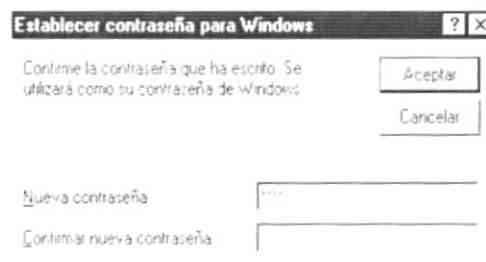 Establecer contraseña para Windows ? ×
Confirme la contraseña que ha escrito. Se
utilizará como su contraseña de Windows.
Aceptar
Cancelar
Nueva contraseña ****
Confirmar nueva contraseña